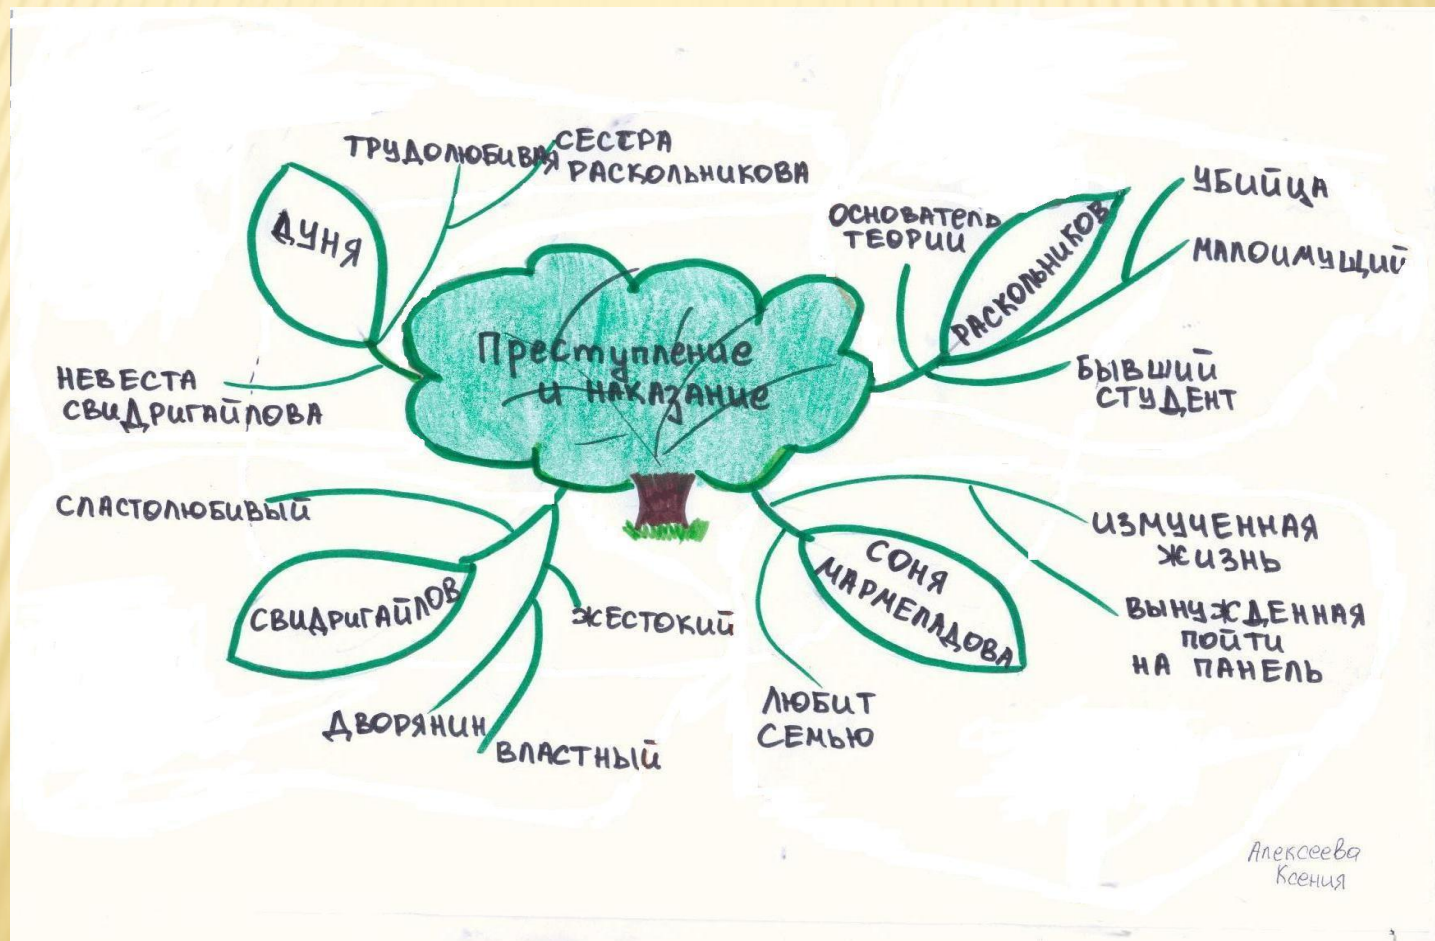 Преступление
и наказание
ДУНЯ
ТРУДОЛЮБИВАЯ
СЕСТРА
РАСКОЛЬНИКОВА
НЕВЕСТА
СВИДРИГАЙЛОВА
ОСНОВАТЕЛЬ
ТЕОРИИ
РАСКОЛЬНИКОВ
УБИЙЦА
МАЛОИМУЩИЙ
БЫВШИЙ
СТУДЕНТ
СЛАСТОЛЮБИВЫЙ
СВИДРИГАЙЛОВ
ЖЕСТОКИЙ
ДВОРЯНИН
ВЛАСТНЫЙ
СОНЯ
МАРМЕЛАДОВА
ИЗМУЧЕННАЯ
ЖИЗНЬ
ВЫНУЖДЕННАЯ
ПОЙТИ
НА ПАНЕЛЬ
ЛЮБИТ
СЕМЬЮ
Алексеева
Ксения